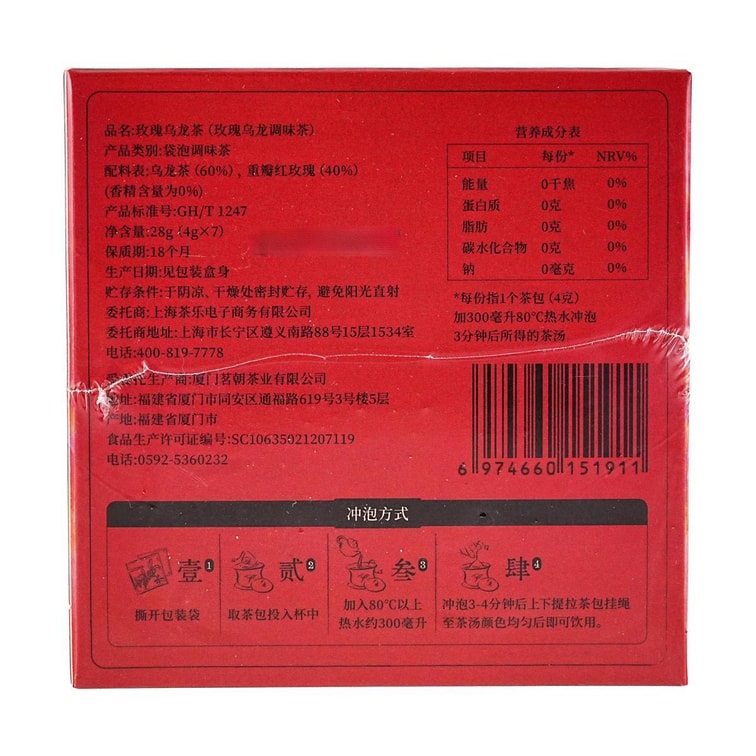 品名:玫瑰乌龙茶(玫瑰乌龙调味茶)
产品类别:袋泡调味茶
配料表:乌龙茶(60%),重瓣红玫瑰(40%)
(香精含量为0%)
产品标准号:GH/T 1247
净含量:28g (4g×7)
保质期:18个月
生产日期:见包装盒身
贮存条件:于阴凉、干燥处密封贮存,避免阳光直射
委托商:上海茶乐电子商务有限公司
委托商地址:上海市长宁区遵义南路88号15层1534室
电话:400-819-7778
受委托生产商:厦门茗朝茶业有限公司
地址:福建省厦门市同安区通福路619号3号楼5层
产地:福建省厦门市
食品生产许可证编号:SC10635021207119
电话:0592-5360232
营养成分表
项目 每份* NRV%
能量 0千焦 0%
蛋白质 0克 0%
脂肪 0克 0%
碳水化合物 0克 0%
钠 0毫克 0%
*每份指1个茶包(4克)
加300毫升80℃热水冲泡
3分钟后所得的茶汤
6 974660 151911
冲泡方式
壹 1
撕开包装袋
贰 2
取茶包投入杯中
叁 3
加入80℃以上
热水约300毫升
肆 4
冲泡3-4分钟后上下提拉茶包挂绳
至茶汤颜色均匀后即可饮用。